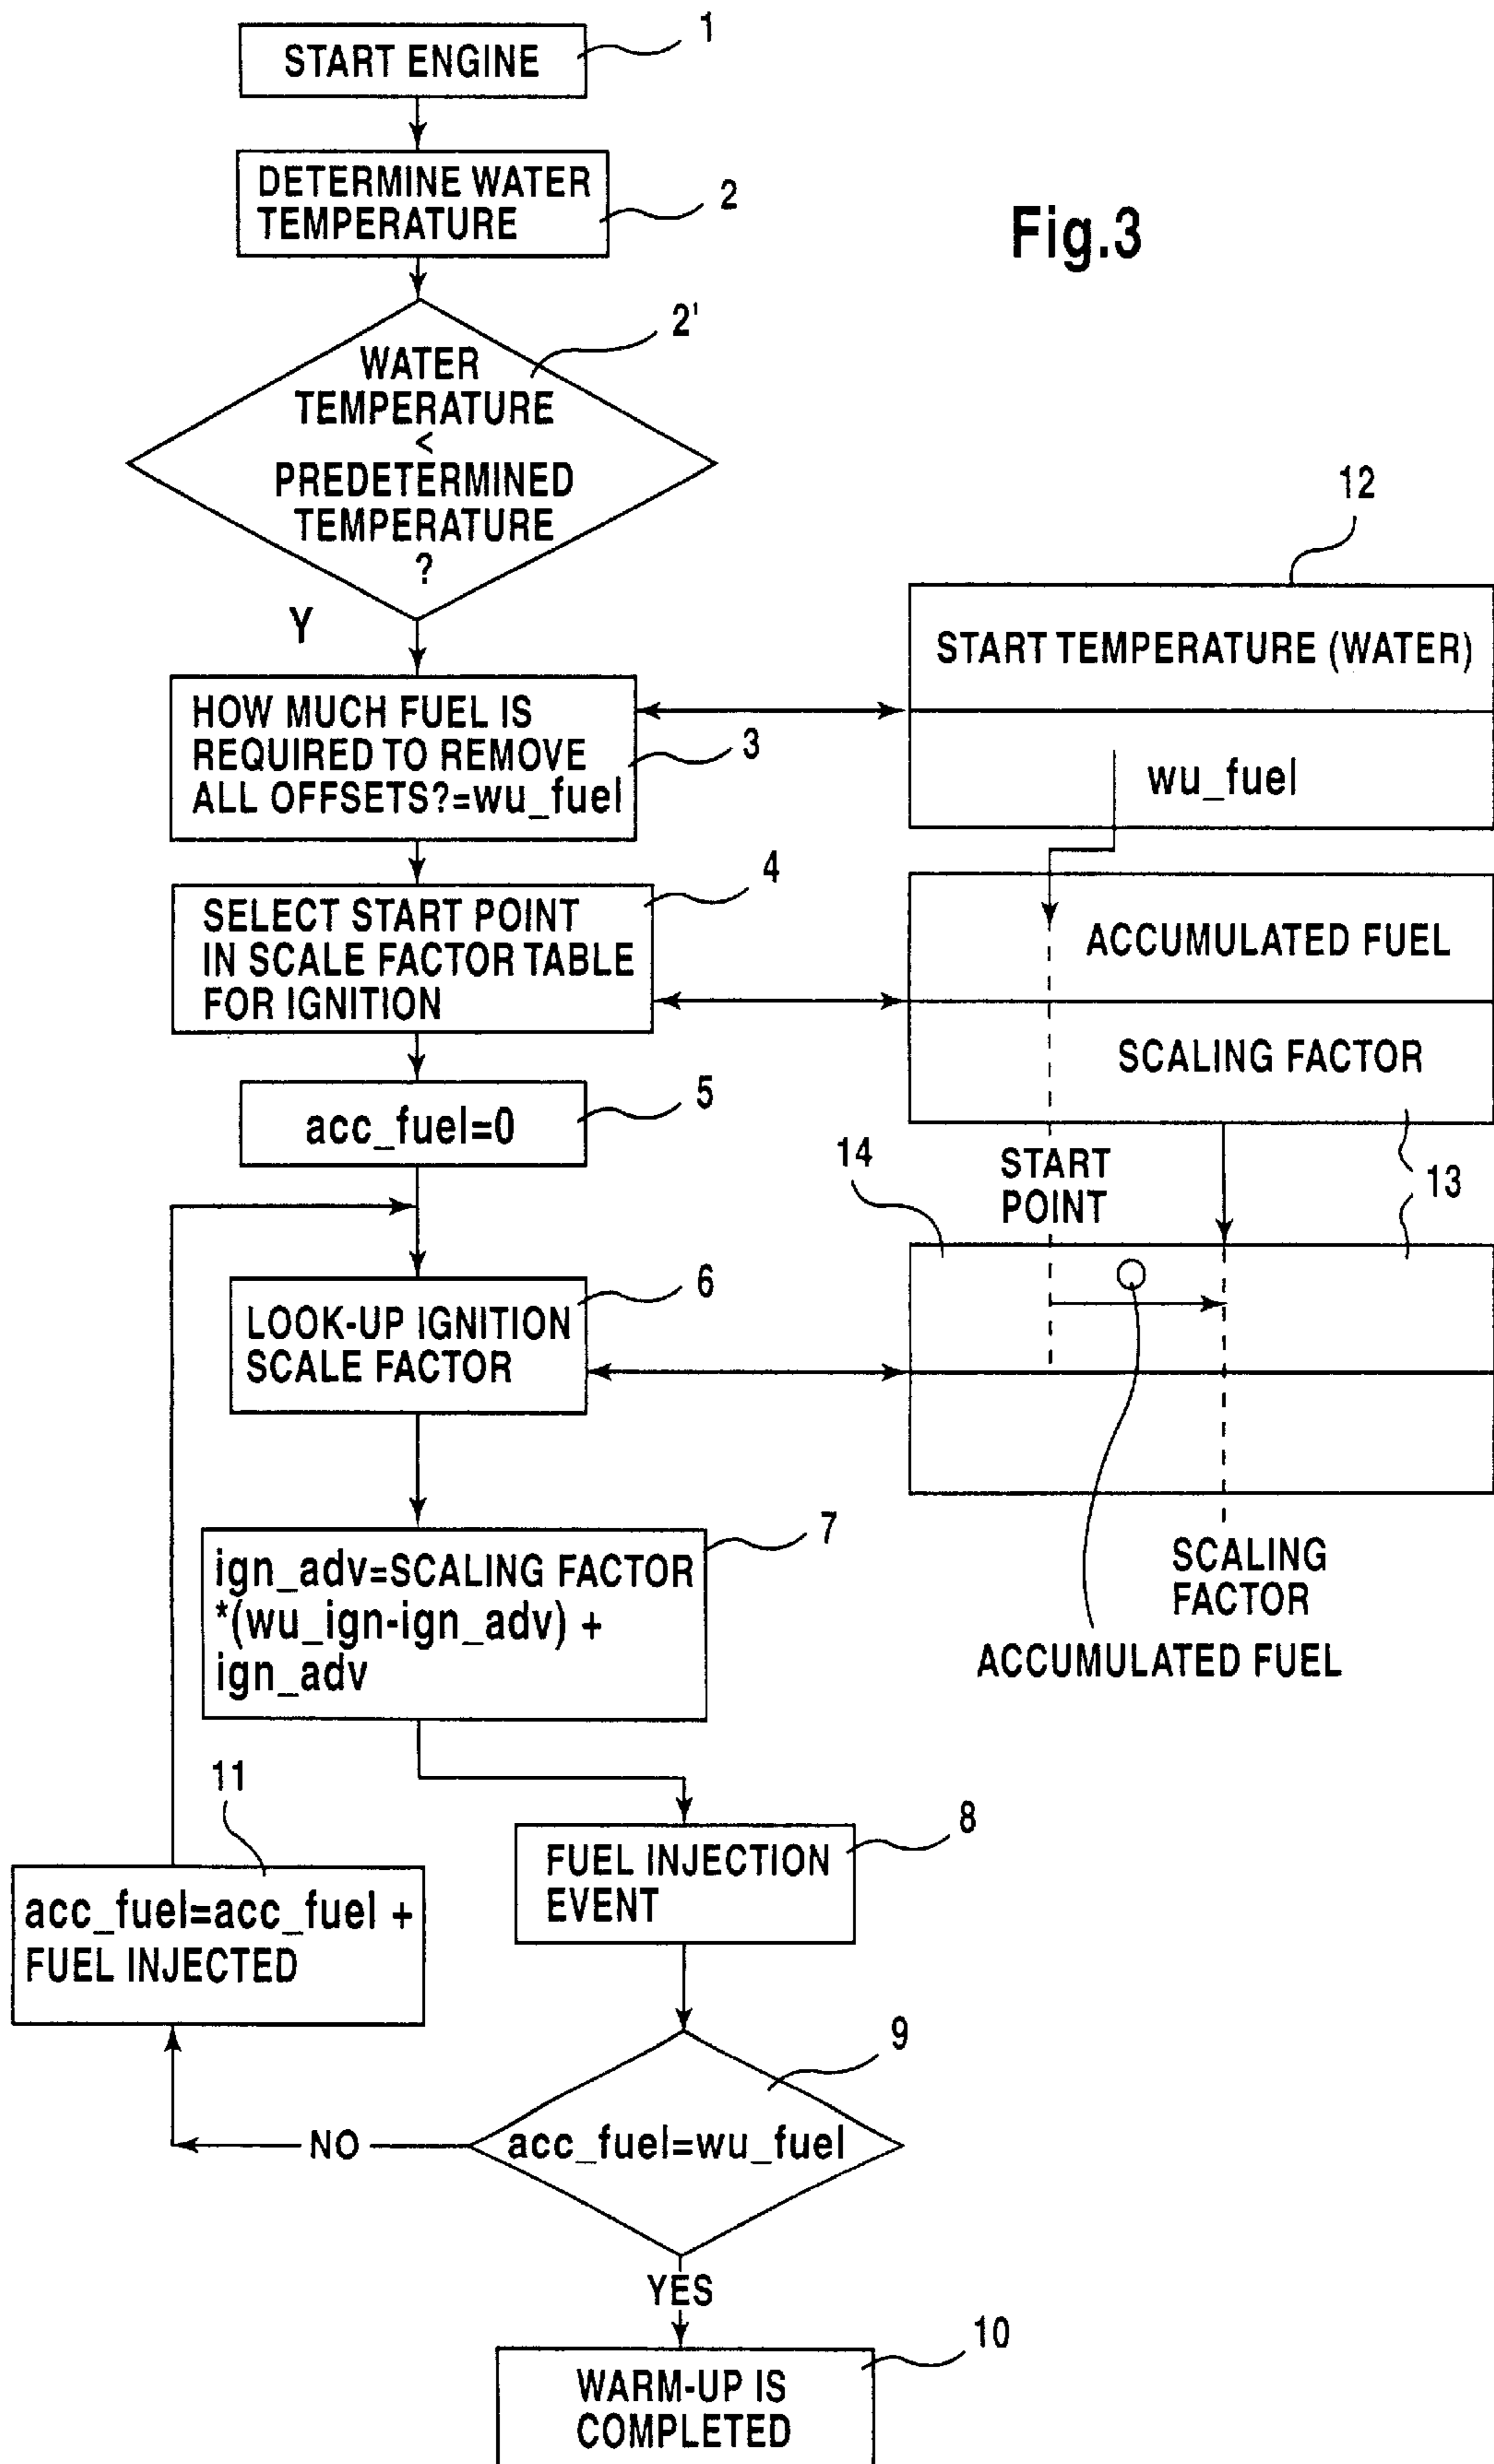 1
START ENGINE
DETERMINE WATER
TEMPERATURE
2
Fig.3
2'
WATER
TEMPERATURE
<
PREDETERMINED
TEMPERATURE
?
Y
12
START TEMPERATURE (WATER)
wu_fuel
HOW MUCH FUEL IS
REQUIRED TO REMOVE
ALL OFFSETS?=wu_fuel
3
4
SELECT START POINT
IN SCALE FACTOR TABLE
FOR IGNITION
ACCUMULATED FUEL
SCALING FACTOR
5
acc_fuel=0
14
START
POINT
13
6
LOOK-UP IGNITION
SCALE FACTOR
7
ign_adv=SCALING FACTOR
*(wu_ign-ign_adv) +
ign_adv
SCALING
FACTOR
ACCUMULATED FUEL
11
8
FUEL INJECTION
EVENT
acc_fuel=acc_fuel +
FUEL INJECTED
9
acc_fuel=wu_fuel
NO
YES
10
WARM-UP IS
COMPLETED